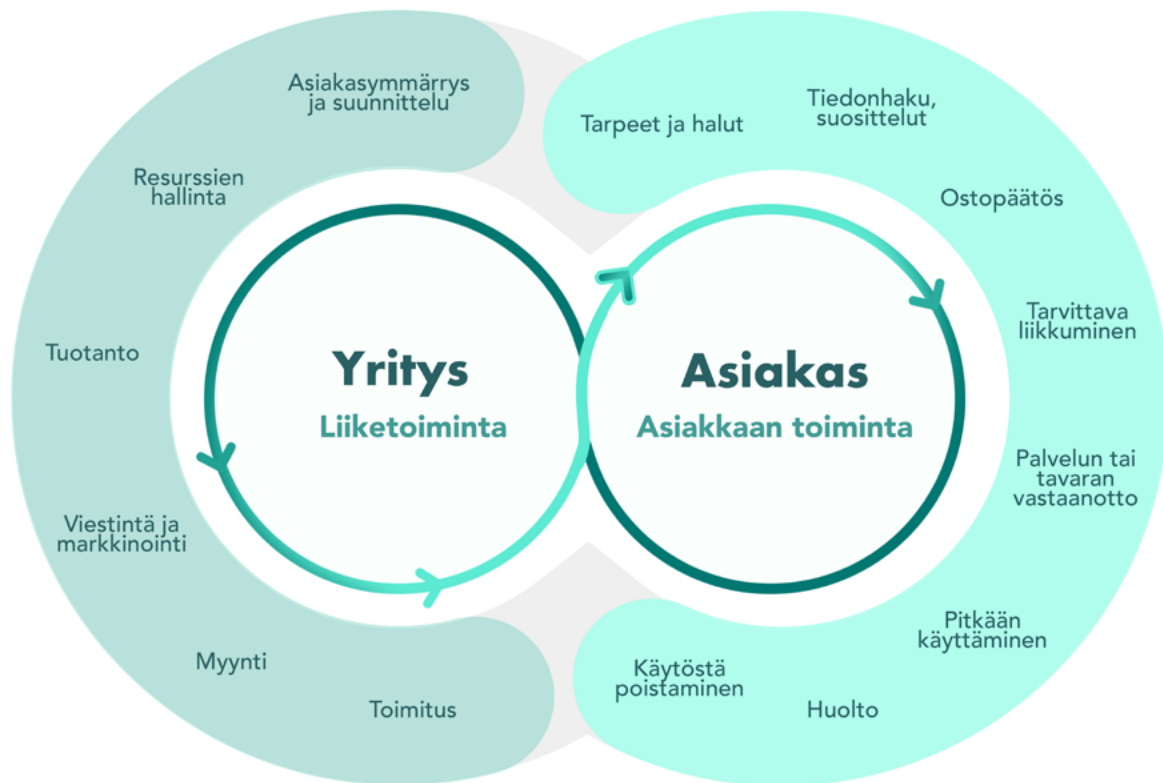 Asiakasymmärrys
ja suunnittelu
Resurssien
hallinta
Tuotanto
Viestintä ja
markkinointi
Myynti
Toimitus
Yritys
Liiketoiminta
Asiakas
Asiakkaan toiminta
Tarpeet ja halut
Tiedonhaku,
suosittelut
Ostopäätös
Tarvittava
liikkuminen
Palvelun tai
tavaran
vastaanotto
Pitkään
käyttäminen
Huolto
Käytöstä
poistaminen